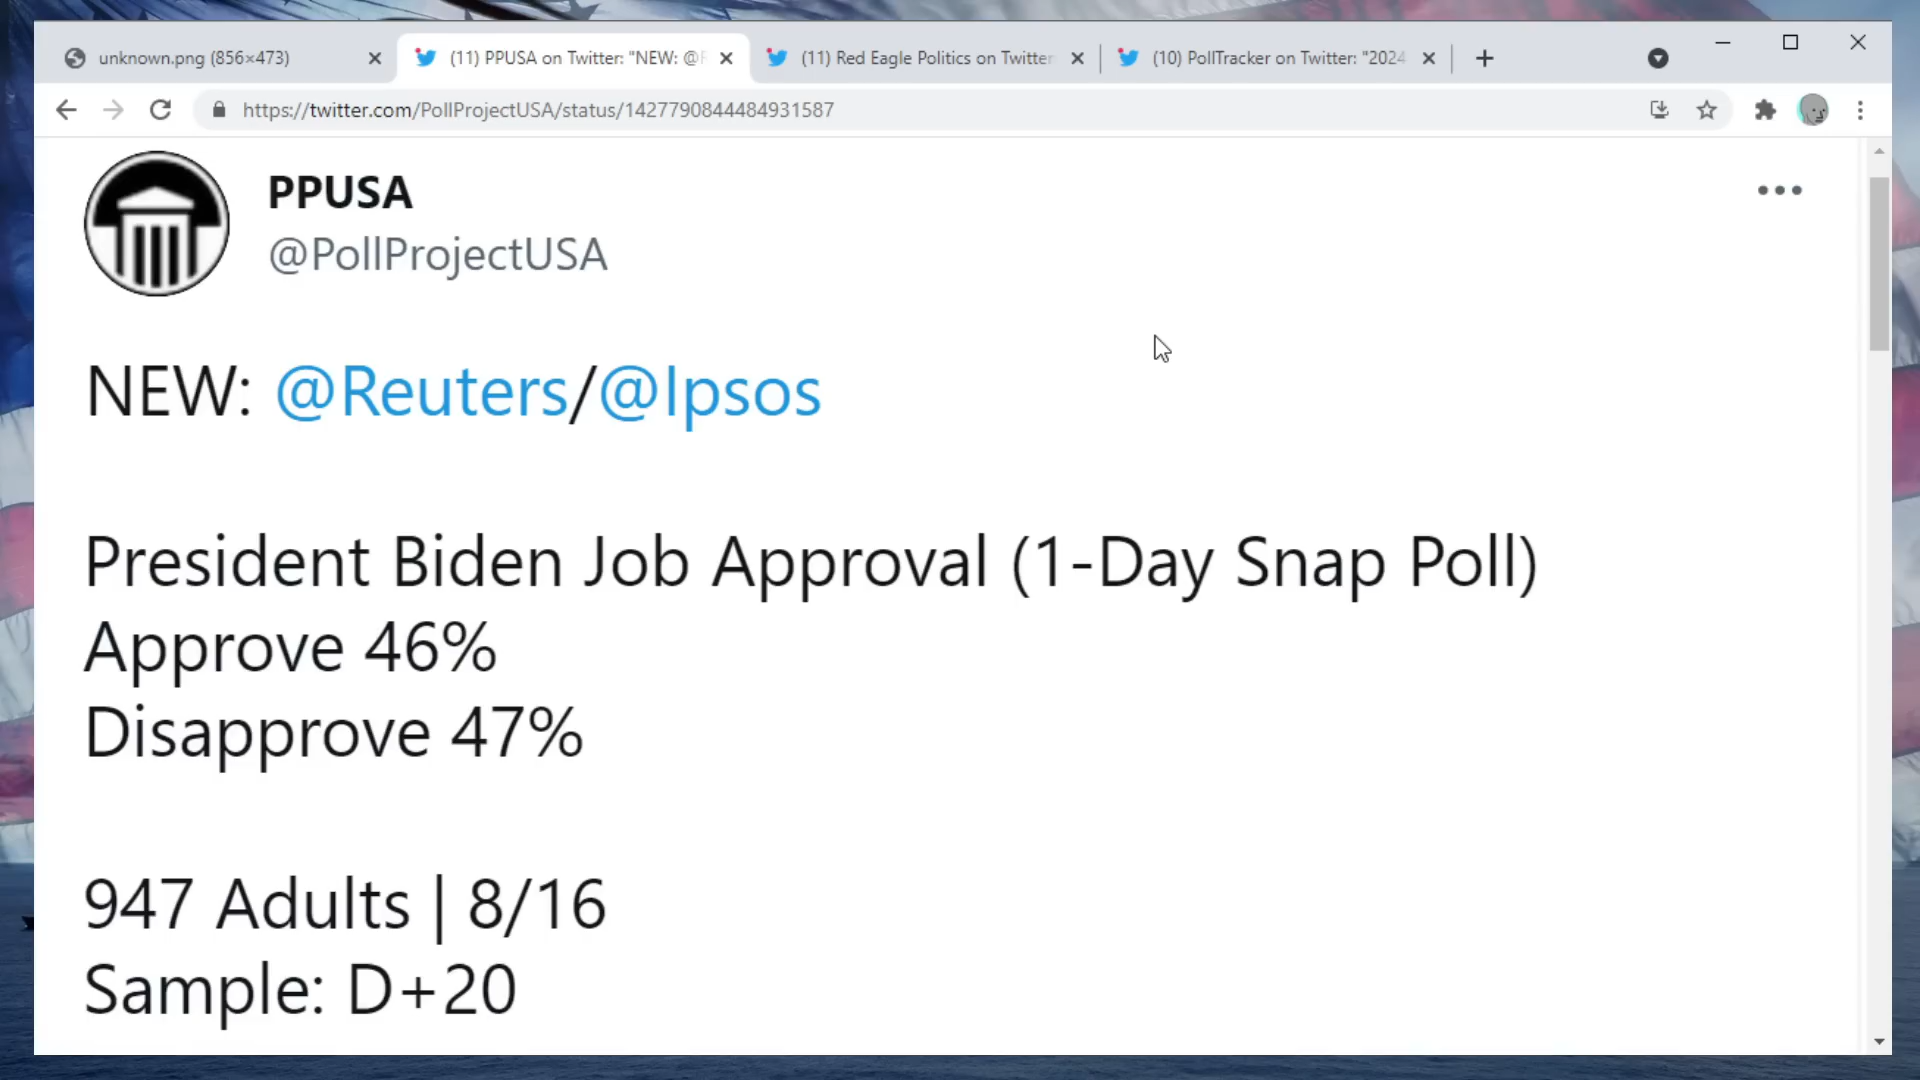 unknown.png (856×473)
(11) PPUSA on Twitter: "NEW: @R
(11) Red Eagle Politics on Twitter
(10) PollTracker on Twitter: "2024
https://twitter.com/PollProjectUSA/status/1427790844484931587
PPUSA
@PollProjectUSA
NEW: @Reuters/@Ipsos
President Biden Job Approval (1-Day Snap Poll)
Approve 46%
Disapprove 47%
947 Adults | 8/16
Sample: D+20